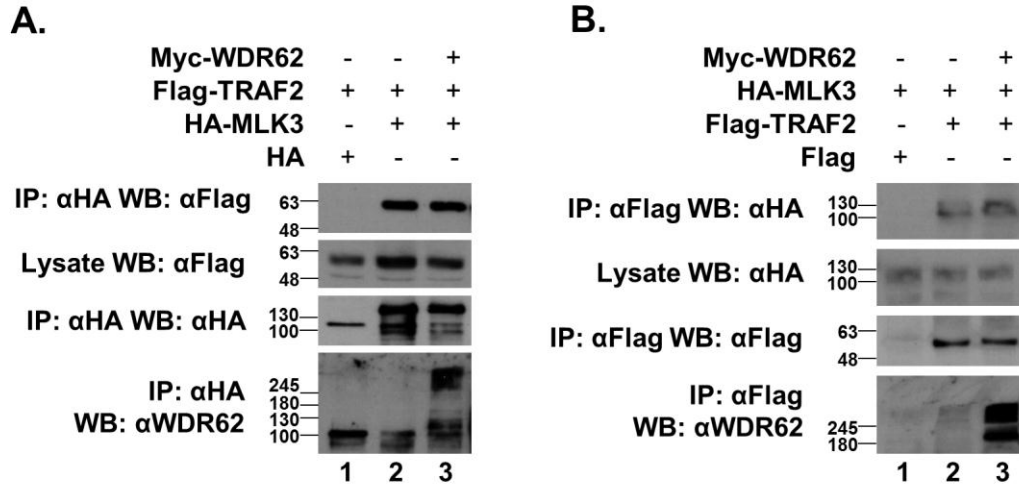 A.
Myc-WDR62 - - +
Flag-TRAF2 + + +
HA-MLK3 - + +
HA + - -
IP: αHA WB: αFlag 63 48
Lysate WB: αFlag 63 48
IP: αHA WB: αHA 130 100
IP: αHA WB: αWDR62 245 180 130 100
1 2 3
B.
Myc-WDR62 - - +
HA-MLK3 + + +
Flag-TRAF2 - + +
Flag + - -
IP: αFlag WB: αHA 130 100
Lysate WB: αHA 130 100
IP: αFlag WB: αFlag 63 48
IP: αFlag WB: αWDR62 245 180
1 2 3